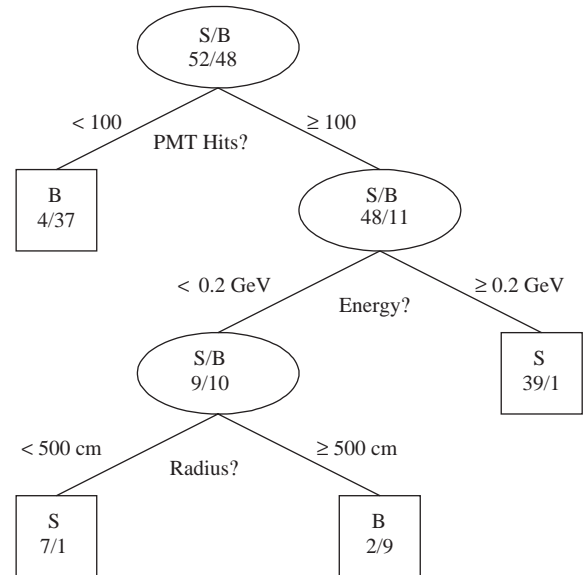 S/B
52/48
< 100
≥ 100
PMT Hits?
B
4/37
S/B
48/11
< 0.2 GeV
≥ 0.2 GeV
Energy?
S/B
9/10
S
39/1
< 500 cm
≥ 500 cm
Radius?
S
7/1
B
2/9